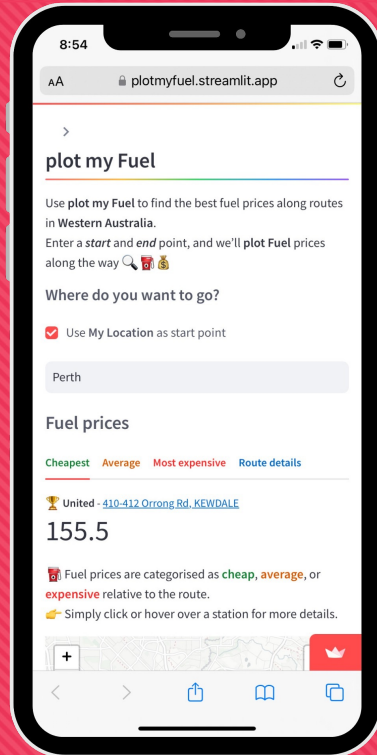 8:54
AA plotmyfuel.streamlit.app
plot my Fuel
Use plot my Fuel to find the best fuel prices along routes
in Western Australia.
Enter a start and end point, and we'll plot Fuel prices
along the way 🔍 ⛽ 💰
Where do you want to go?
Use My Location as start point
Perth
Fuel prices
Cheapest Average Most expensive Route details
🏆 United - 410-412 Orrong Rd, KEWDALE
155.5
⛽ Fuel prices are categorised as cheap, average, or
expensive relative to the route.
👉 Simply click or hover over a station for more details.
+